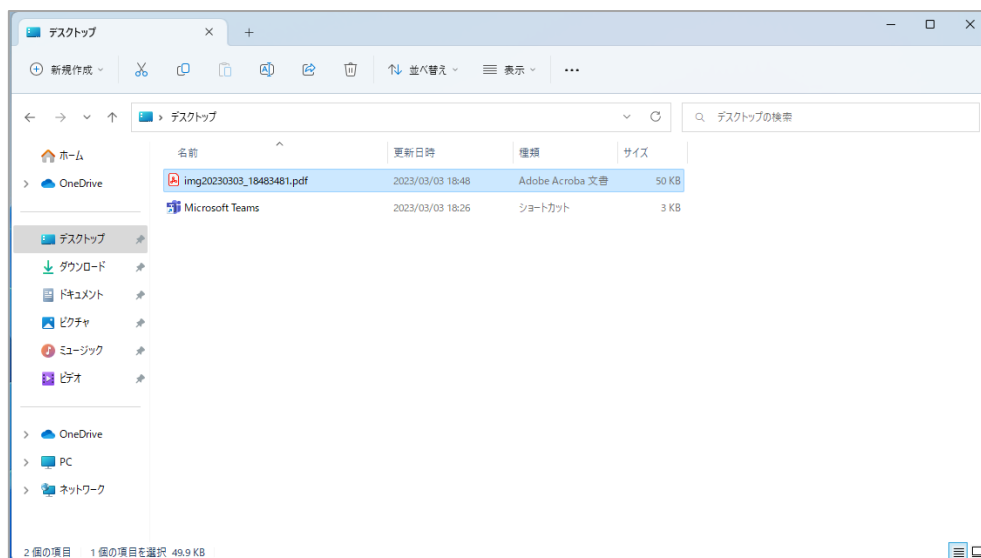 デスクトップ
新規作成 並べ替え 表示
デスクトップ デスクトップの検索
名前 更新日時 種類 サイズ
img20230303_18483481.pdf 2023/03/03 18:48 Adobe Acroba 文書 50 KB
Microsoft Teams 2023/03/03 18:26 ショートカット 3 KB
ホーム
OneDrive
デスクトップ
ダウンロード
ドキュメント
ピクチャ
ミュージック
ビデオ
OneDrive
PC
ネットワーク
2 個の項目 1 個の項目を選択 49.9 KB